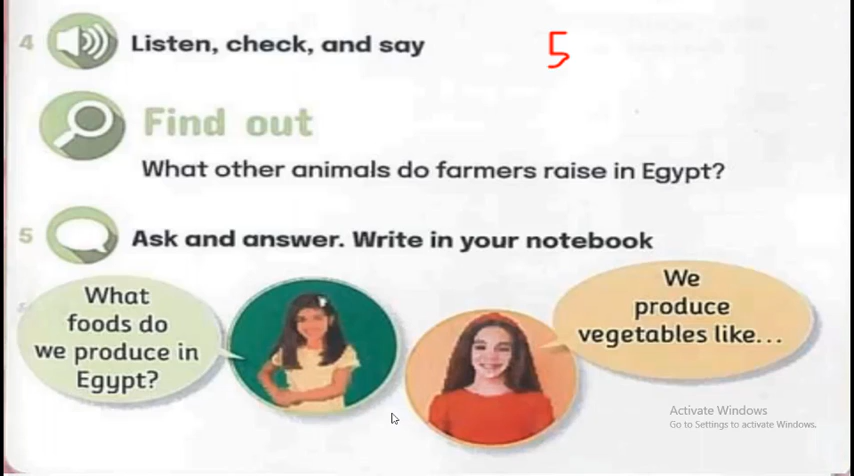 4 Listen, check, and say
5
Find out
What other animals do farmers raise in Egypt?
5 Ask and answer. Write in your notebook
What
foods do
we produce in
Egypt?
We
produce
vegetables like...
Activate Windows
Go to Settings to activate Windows.